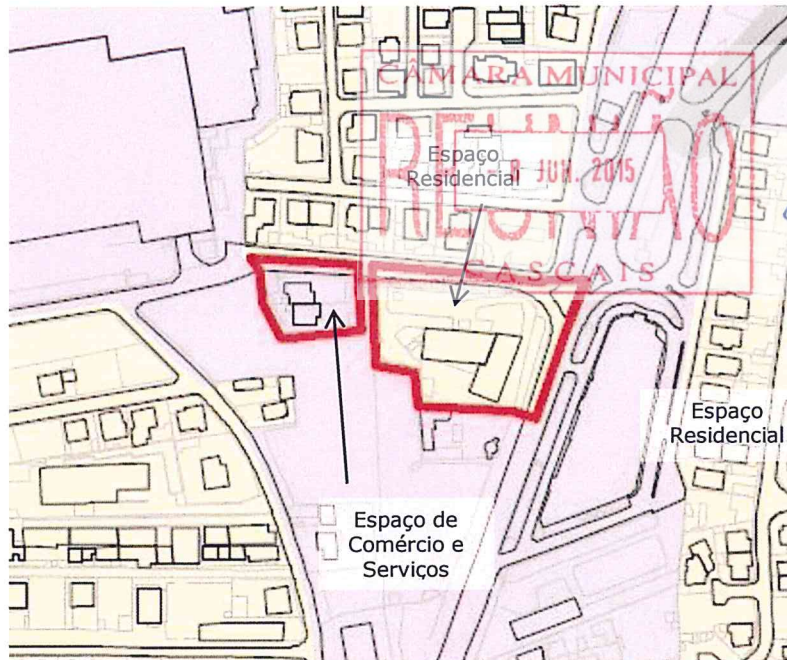 CÂMARA MUNICIPAL
REUNIÃO
8 JUN. 2015
CASCAIS
Espaço
Residencial
Espaço
Residencial
Espaço de
Comércio e
Serviços